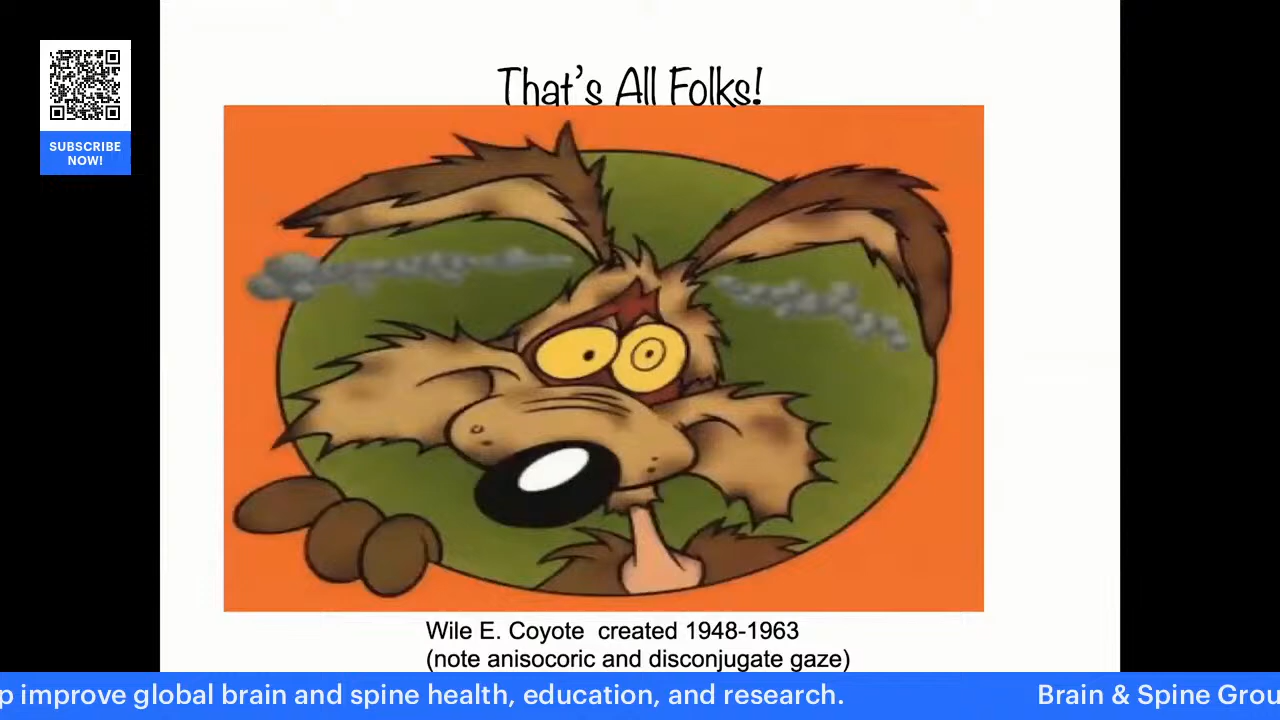 SUBSCRIBE
NOW!
That's All Folks!
Wile E. Coyote  created 1948-1963
(note anisocoric and disconjugate gaze)
p improve global brain and spine health, education, and research.
Brain & Spine Grou